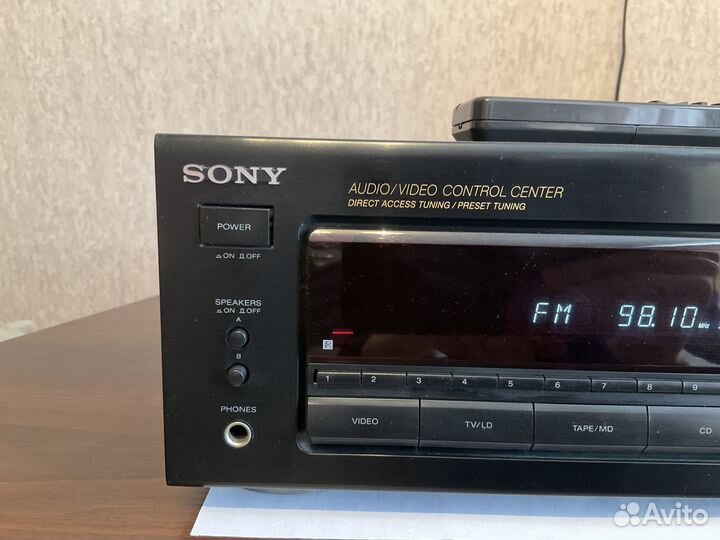 SONY
AUDIO/VIDEO CONTROL CENTER
DIRECT ACCESS TUNING / PRESET TUNING
POWER
ON OFF
SPEAKERS
ON OFF
A
B
PHONES
FM 98.10 MHz
R
1 2 3 4 5 6 7 8 9
VIDEO TV/LD TAPE/MD CD
Avito